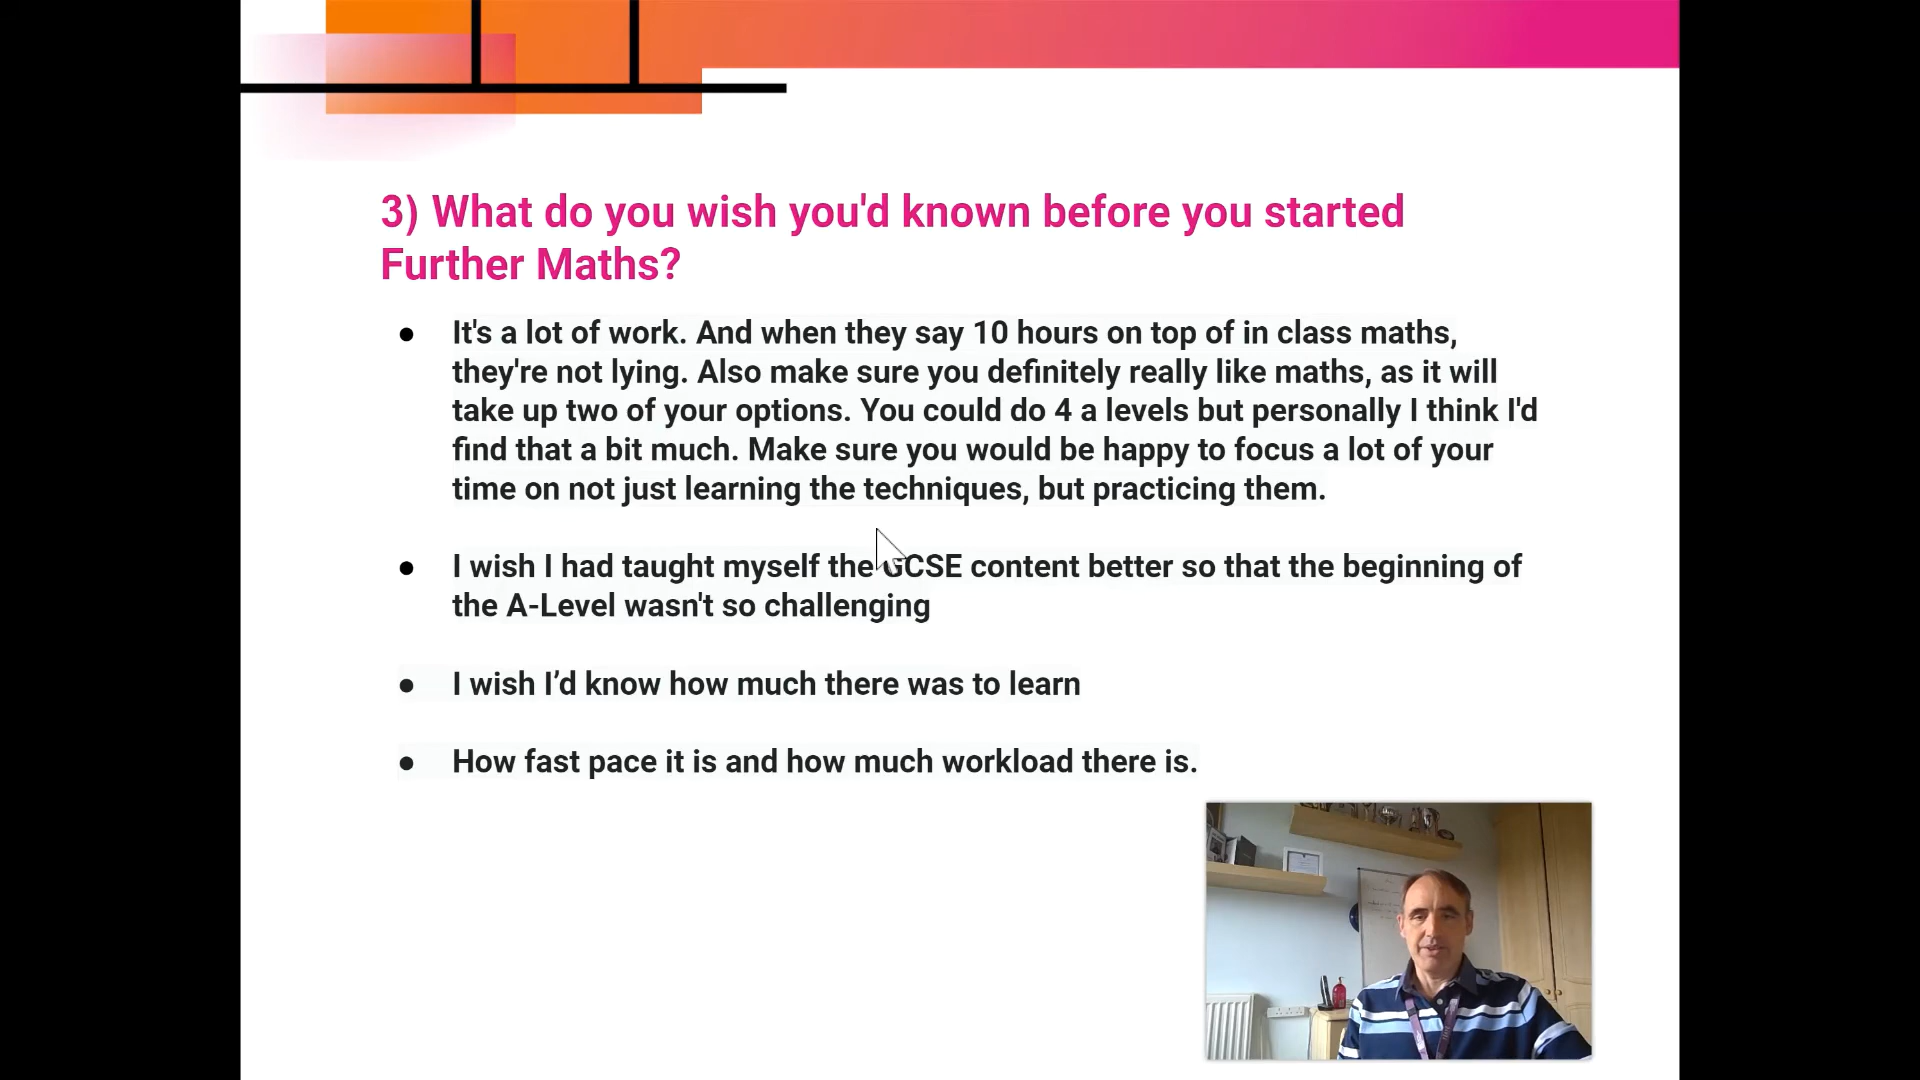 3) What do you wish you'd known before you started
Further Maths?
● It's a lot of work. And when they say 10 hours on top of in class maths,
they're not lying. Also make sure you definitely really like maths, as it will
take up two of your options. You could do 4 a levels but personally I think I'd
find that a bit much. Make sure you would be happy to focus a lot of your
time on not just learning the techniques, but practicing them.
● I wish I had taught myself the GCSE content better so that the beginning of
the A-Level wasn't so challenging
● I wish I’d know how much there was to learn
● How fast pace it is and how much workload there is.